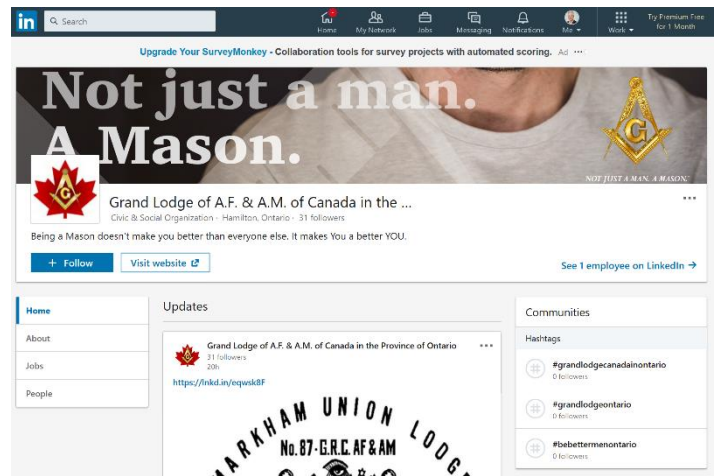 in
Search
Home
My Network
Jobs
Messaging
Notifications
Me
Work
Try Premium Free
for 1 Month
Upgrade Your SurveyMonkey - Collaboration tools for survey projects with automated scoring. Ad ...
Not just a man.
A Mason.
G
NOT JUST A MAN. A MASON.
Grand Lodge of A.F. & A.M. of Canada in the ...
Civic & Social Organization · Hamilton, Ontario · 31 followers
Being a Mason doesn't make you better than everyone else. It makes You a better YOU.
+ Follow
Visit website
See 1 employee on LinkedIn →
Home
About
Jobs
People
Updates
Grand Lodge of A.F. & A.M. of Canada in the Province of Ontario
31 followers
20h
https://lnkd.in/eqwsk8F
MARKHAM UNION LODGE
No. 87 · G.R.C. AF & AM
Communities
Hashtags
#grandlodgecanadainontario
0 followers
#grandlodgeontario
0 followers
#bebettermenontario
0 followers